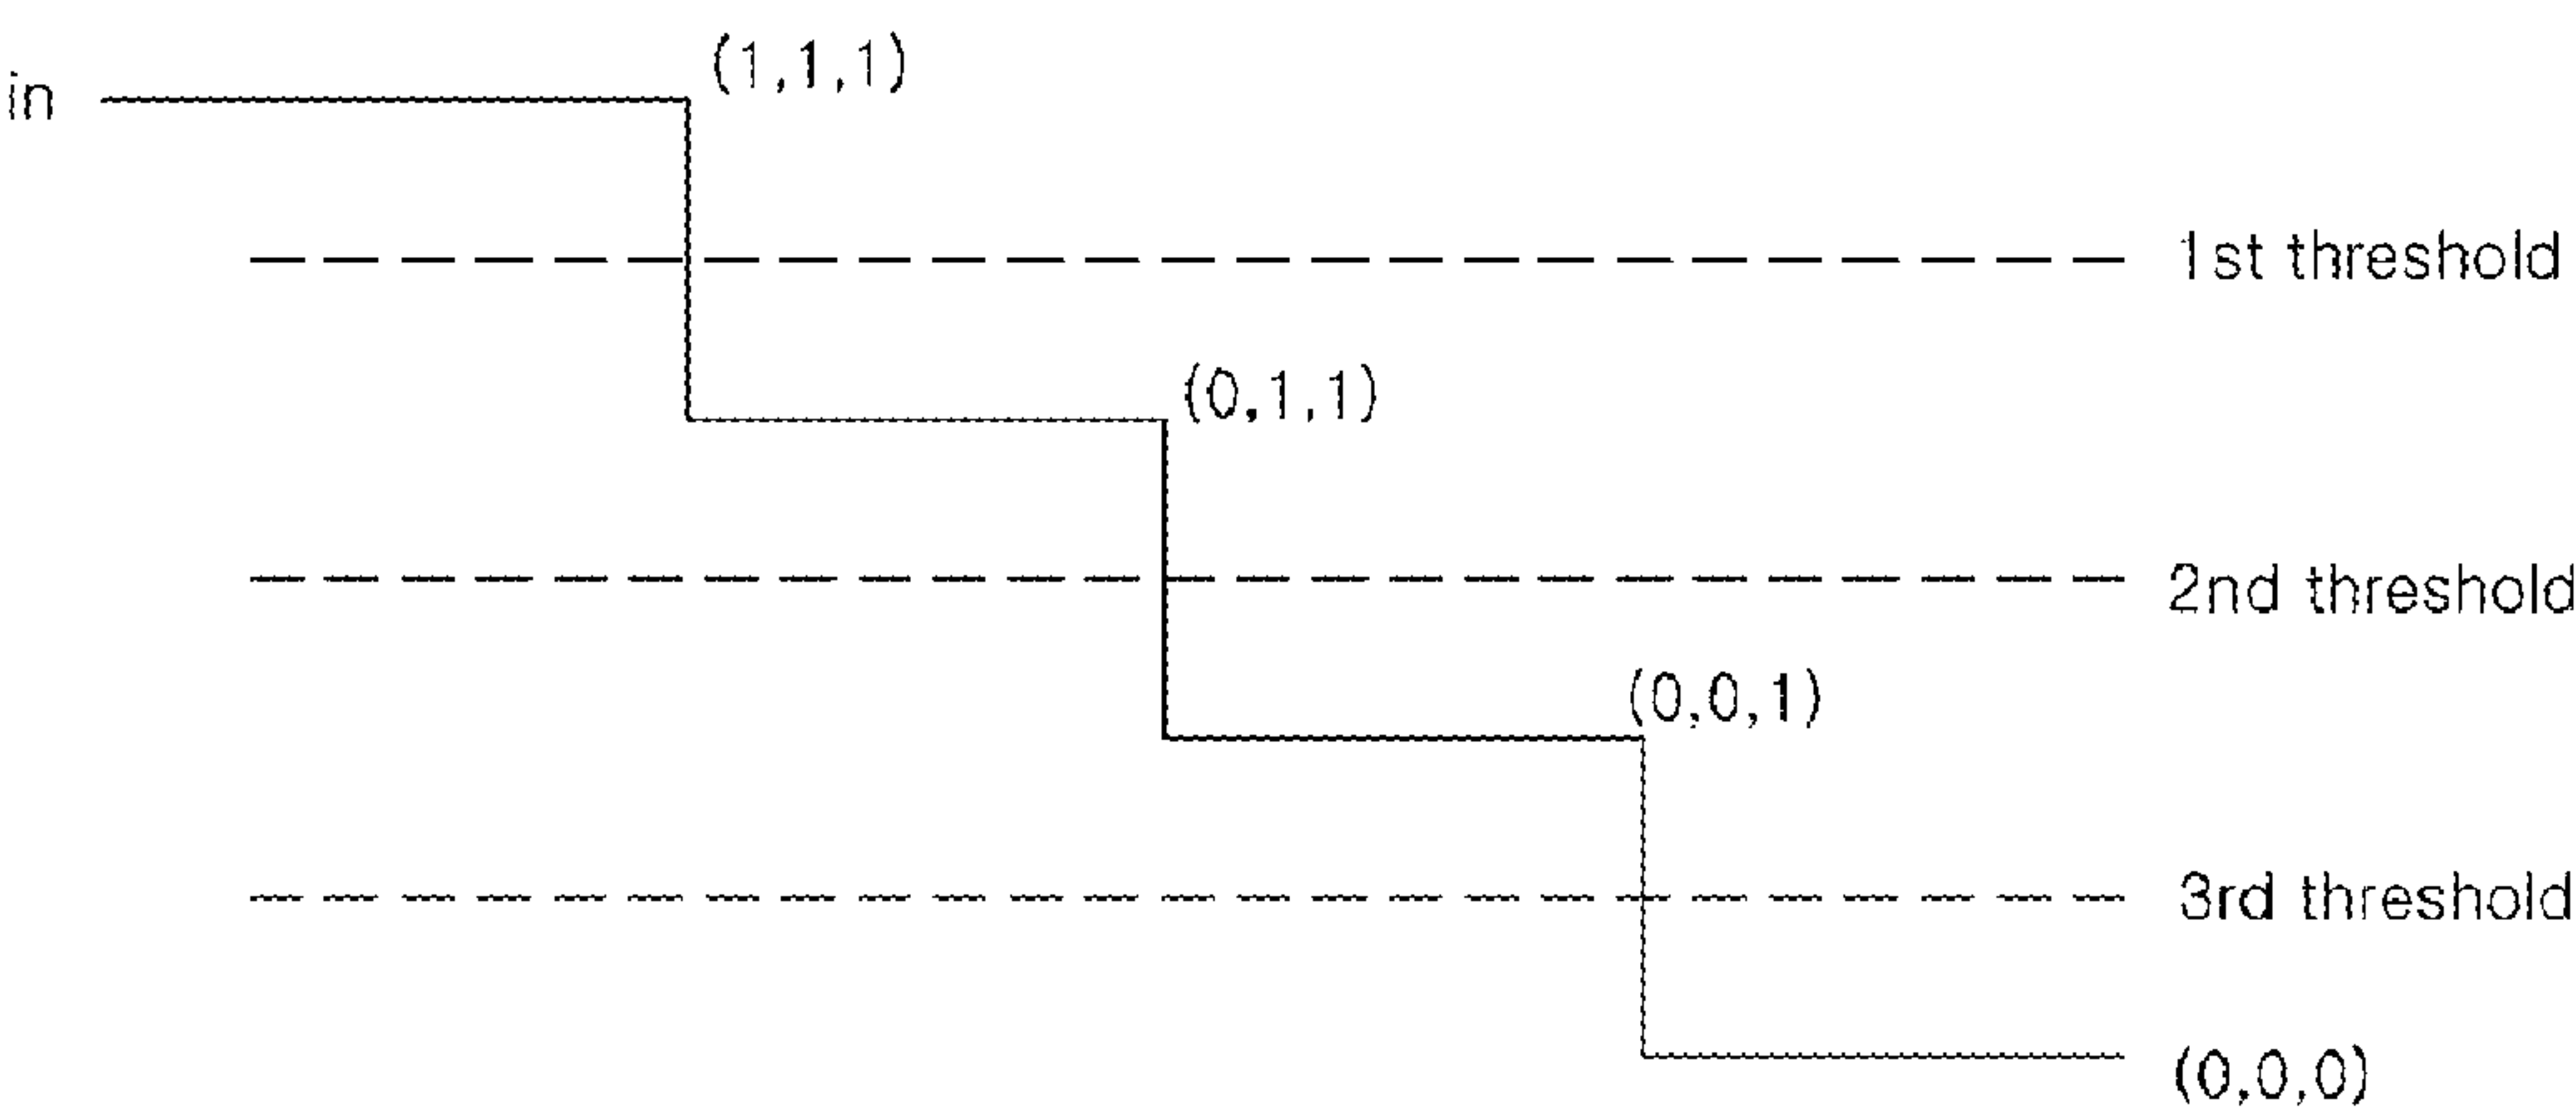 (1,1,1)
in
1st threshold
(0,1,1)
2nd threshold
(0,0,1)
3rd threshold
(0,0,0)